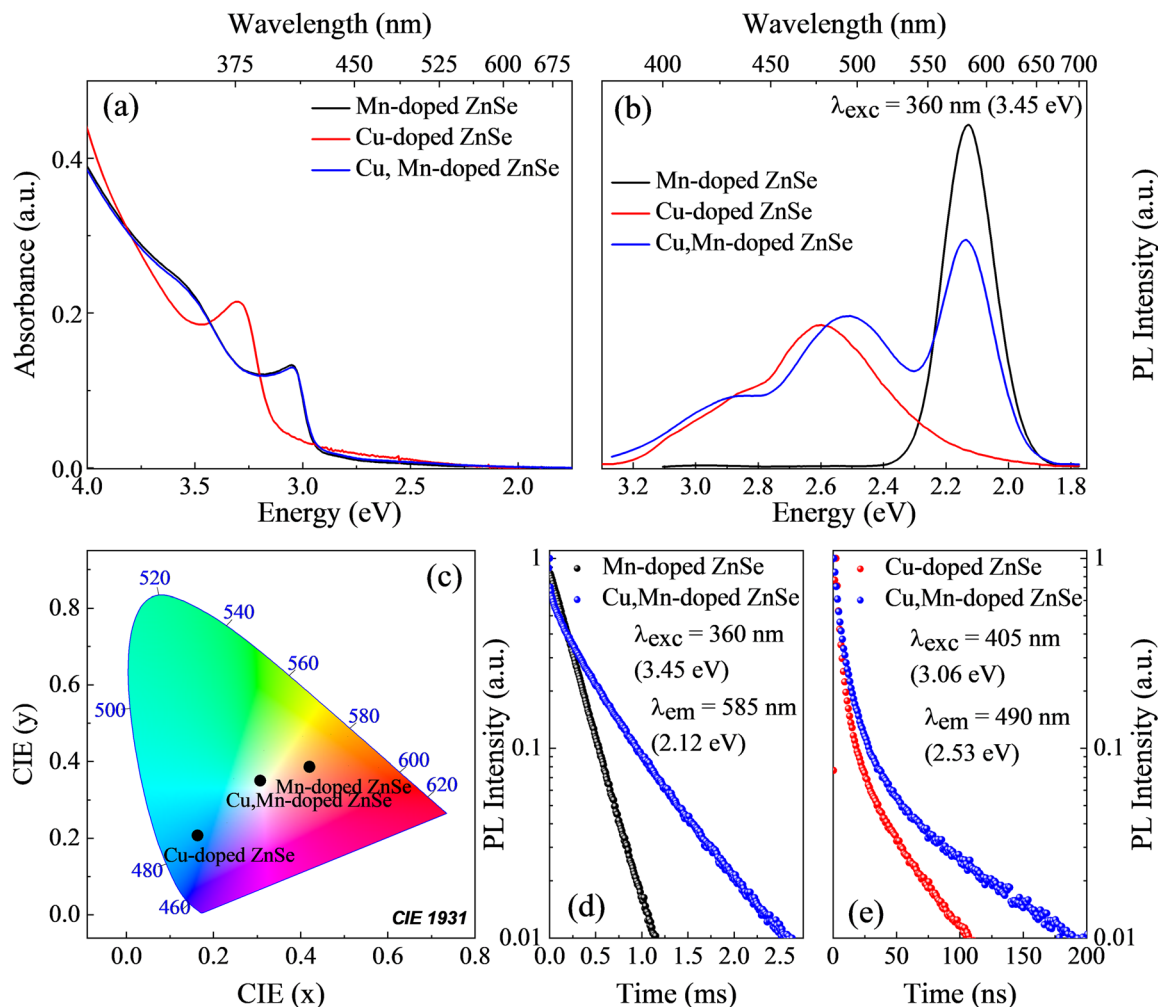 Wavelength (nm)
375 450 525 600 675
(a)
Mn-doped ZnSe
Cu-doped ZnSe
Cu, Mn-doped ZnSe
Absorbance (a.u.)
0.4
0.2
0.0
4.0 3.5 3.0 2.5 2.0
Energy (eV)
Wavelength (nm)
400 450 500 550 600 650 700
(b)
λexc = 360 nm (3.45 eV)
Mn-doped ZnSe
Cu-doped ZnSe
Cu,Mn-doped ZnSe
PL Intensity (a.u.)
3.2 3.0 2.8 2.6 2.4 2.2 2.0 1.8
Energy (eV)
(c)
520
540
560
500
580
600
620
Mn-doped ZnSe
Cu,Mn-doped ZnSe
Cu-doped ZnSe
480
460
CIE 1931
CIE (y)
0.8
0.6
0.4
0.2
0.0
0.0 0.2 0.4 0.6 0.8
CIE (x)
1
Mn-doped ZnSe
Cu,Mn-doped ZnSe
λexc = 360 nm
(3.45 eV)
λem = 585 nm
(2.12 eV)
PL Intensity (a.u.)
0.1
(d)
0.01
0.0 0.5 1.0 1.5 2.0 2.5
Time (ms)
1
Cu-doped ZnSe
Cu,Mn-doped ZnSe
λexc = 405 nm
(3.06 eV)
λem = 490 nm
(2.53 eV)
0.1
PL Intensity (a.u.)
(e)
0.01
0 50 100 150 200
Time (ns)